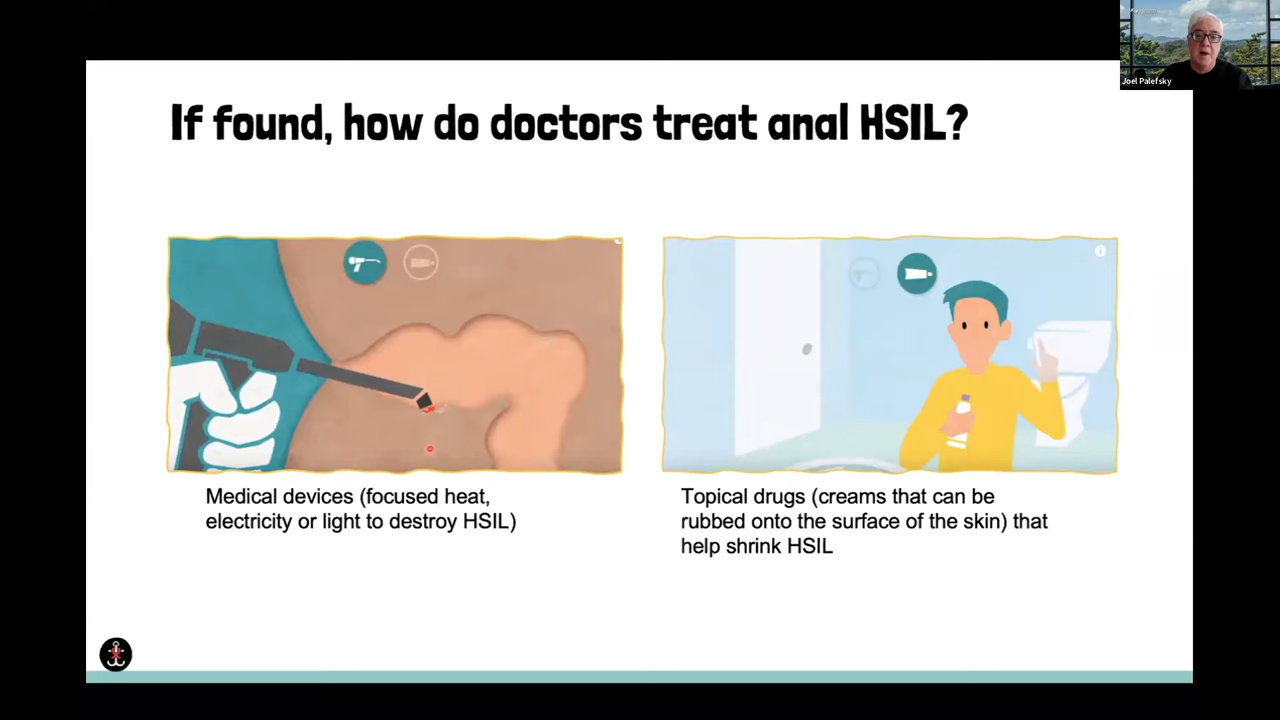 If found, how do doctors treat anal HSIL?
Medical devices (focused heat,
electricity or light to destroy HSIL)
Topical drugs (creams that can be
rubbed onto the surface of the skin) that
help shrink HSIL
Joel Palefsky